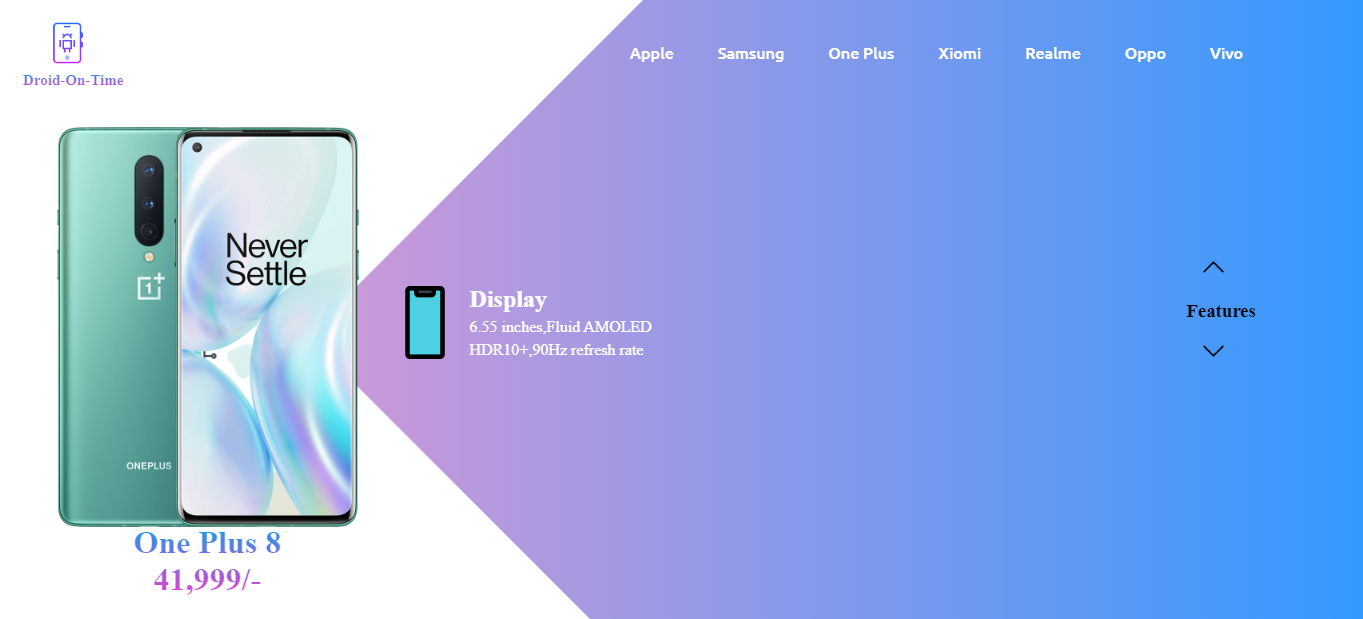 Apple Samsung One Plus Xiomi Realme Oppo Vivo
Droid-On-Time
Never
Settle
1+
ONEPLUS
Display
6.55 inches,Fluid AMOLED
HDR10+,90Hz refresh rate
Features
One Plus 8
41,999/-